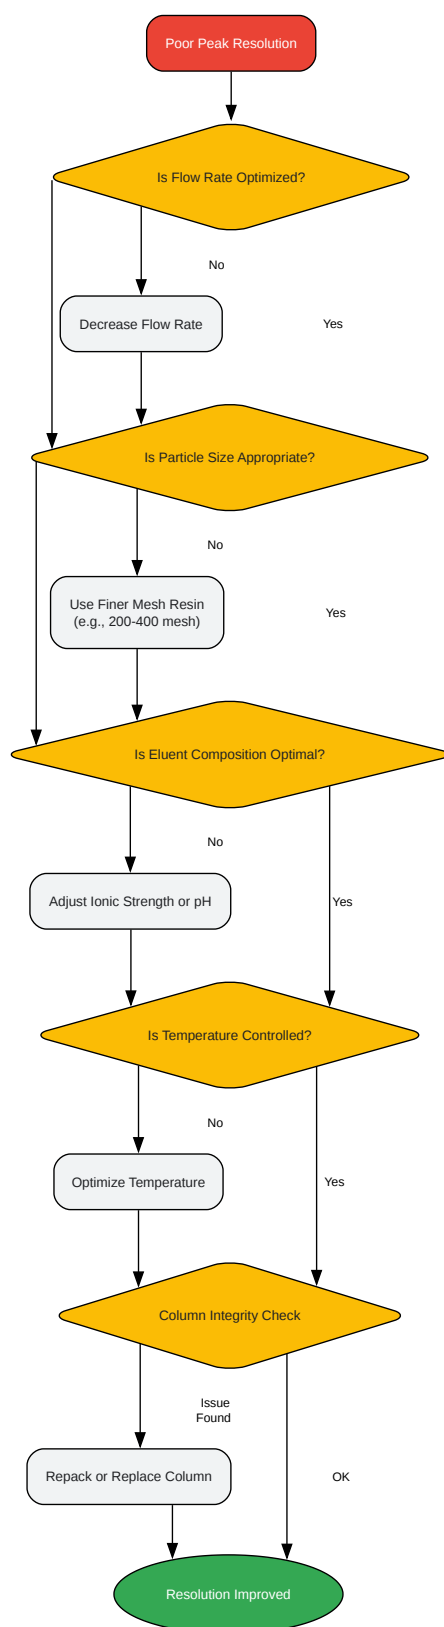 Poor Peak Resolution
Is Flow Rate Optimized?
No
Decrease Flow Rate
Yes
Is Particle Size Appropriate?
No
Use Finer Mesh Resin
(e.g., 200-400 mesh)
Yes
Is Eluent Composition Optimal?
No
Adjust Ionic Strength or pH
Yes
Is Temperature Controlled?
No
Optimize Temperature
Yes
Column Integrity Check
Issue
Found
Repack or Replace Column
OK
Resolution Improved